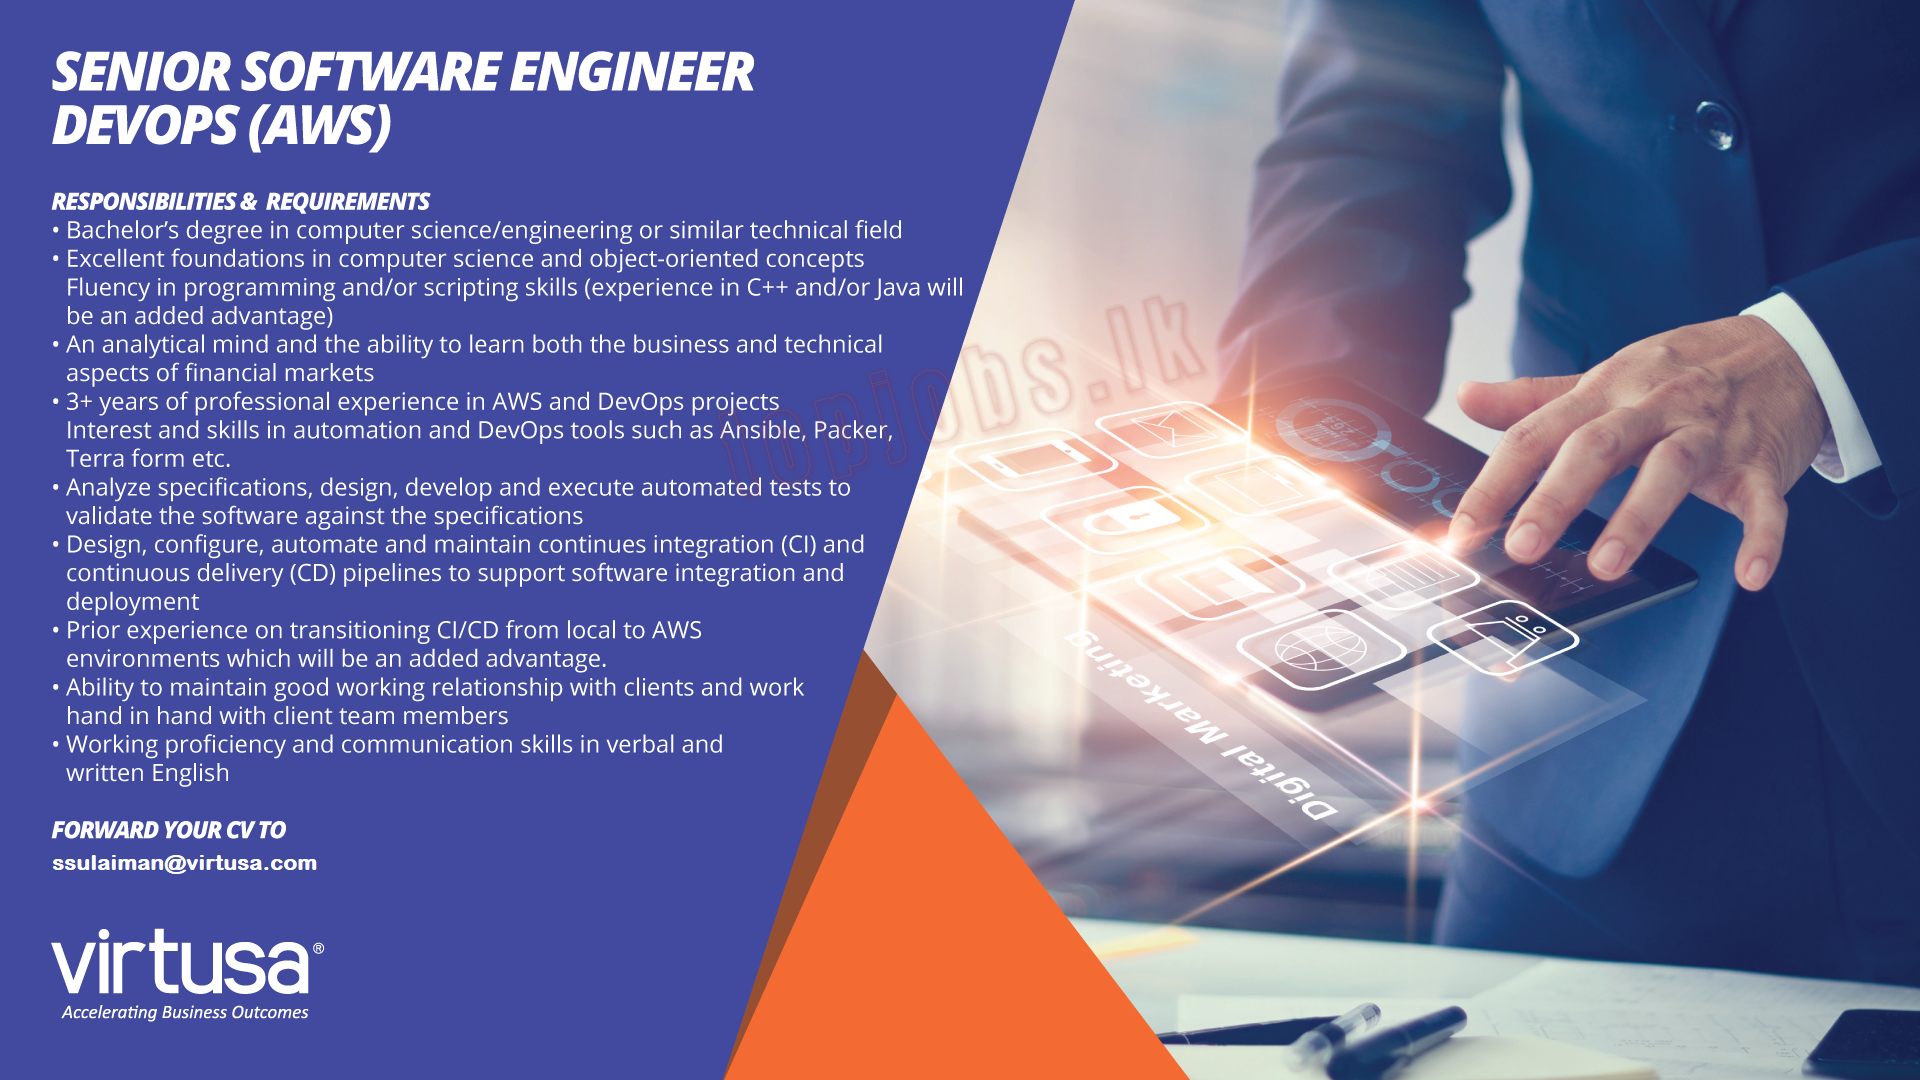 SENIOR SOFTWARE ENGINEER
DEVOPS (AWS)
RESPONSIBILITIES & REQUIREMENTS
• Bachelor’s degree in computer science/engineering or similar technical field
• Excellent foundations in computer science and object-oriented concepts
Fluency in programming and/or scripting skills (experience in C++ and/or Java will
be an added advantage)
• An analytical mind and the ability to learn both the business and technical
aspects of financial markets
• 3+ years of professional experience in AWS and DevOps projects
Interest and skills in automation and DevOps tools such as Ansible, Packer,
Terra form etc.
• Analyze specifications, design, develop and execute automated tests to
validate the software against the specifications
• Design, configure, automate and maintain continues integration (CI) and
continuous delivery (CD) pipelines to support software integration and
deployment
• Prior experience on transitioning CI/CD from local to AWS
environments which will be an added advantage.
• Ability to maintain good working relationship with clients and work
hand in hand with client team members
• Working proficiency and communication skills in verbal and
written English
FORWARD YOUR CV TO
ssulaiman@virtusa.com
virtusa®
Accelerating Business Outcomes
topjobs.lk
Digital Marketing